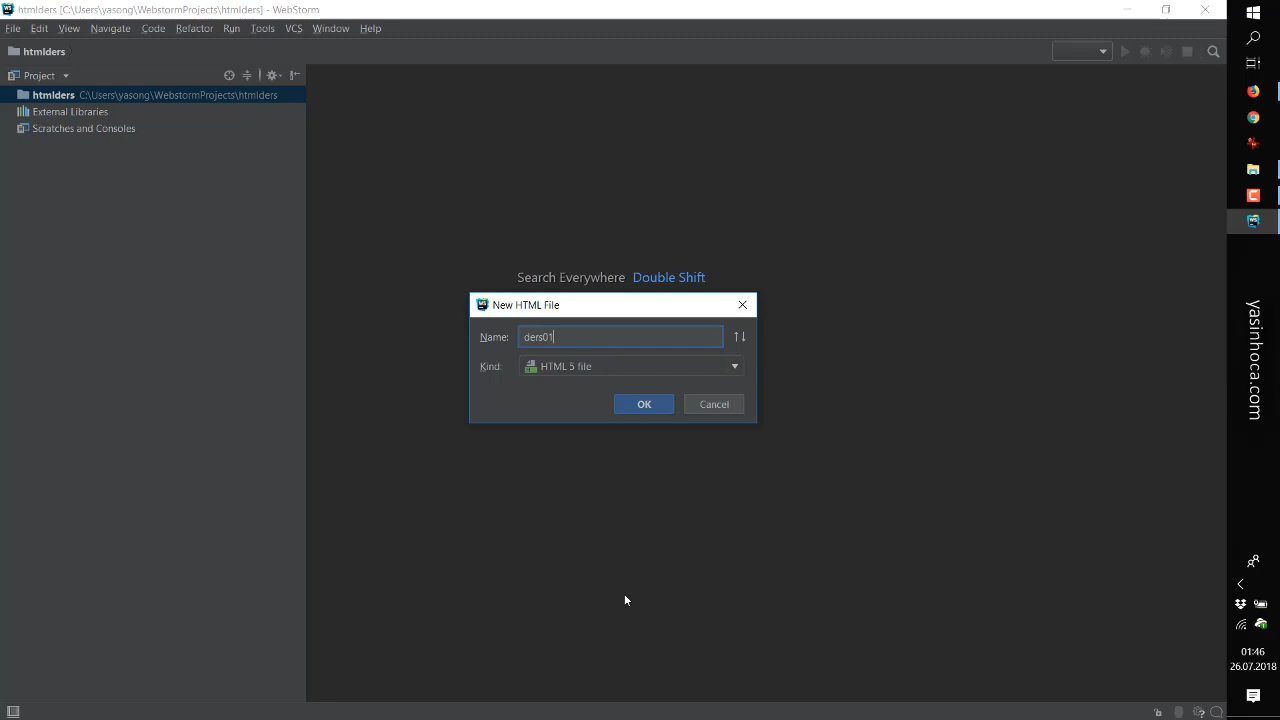 htmlders [C:\Users\yasong\WebstormProjects\htmlders] - WebStorm
File Edit View Navigate Code Refactor Run Tools VCS Window Help
htmlders
Project
htmlders C:\Users\yasong\WebstormProjects\htmlders
External Libraries
Scratches and Consoles
Search Everywhere Double Shift
New HTML File
Name: ders01
Kind: HTML 5 file
OK Cancel
yasinhoca.com
01:46
26.07.2018